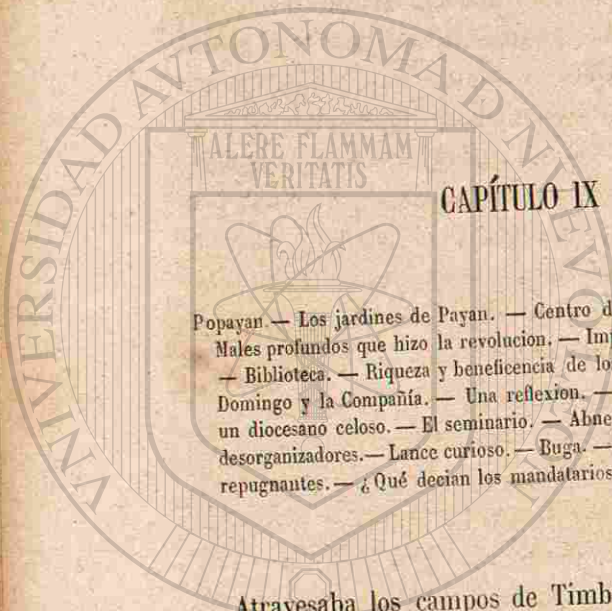 UNIVERSIDAD AUTONOMA DE NUEVO
ALERE FLAMMAM
VERITATIS
CAPÍTULO IX
Popayan. — Los jardines de Payan. — Centro d
Males profundos que hizo la revolucion. — Imp
— Biblioteca. — Riqueza y beneficencia de lo
Domingo y la Compañía. — Una reflexion. —
un diocesano celoso. — El seminario. — Abne
desorganizadores. — Lance curioso. — Buga. —
repugnantes. — ¿Qué decian los mandatarios
Atravesaba los campos de Timb